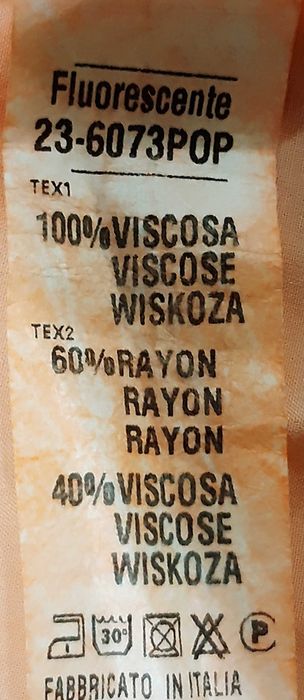 Fluorescente
23-6073POP
TEX1
100%VISCOSA
VISCOSE
WISKOZA
TEX2
60%RAYON
RAYON
RAYON
40%VISCOSA
VISCOSE
WISKOZA
30° P
FABBRICATO IN ITALIA